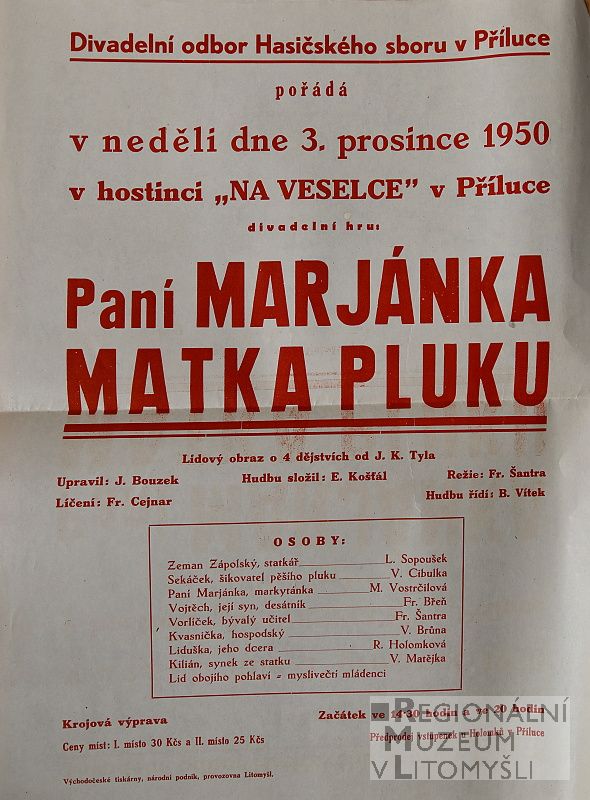 Divadelní odbor Hasičského sboru v Příluce
pořádá
v neděli dne 3. prosince 1950
v hostinci „NA VESELCE” v Příluce
divadelní hru:
Paní MARJÁNKA
MATKA PLUKU
Lidový obraz o 4 dějstvích od J. K. Tyla
Upravil: J. Bouzek Hudbu složil: E. Košťál Režie: Fr. Šantra
Líčení: Fr. Cejnar Hudbu řídí: B. Vítek
OSOBY:
Zeman Zápolský, statkář L. Sopoušek
Sekáček, šikovatel pěšího pluku V. Cibulka
Paní Marjánka, markytánka M. Vostrčilová
Vojtěch, její syn, desátník Fr. Břeň
Vorlíček, bývalý učitel Fr. Šantra
Kvasnička, hospodský V. Brůna
Liduška, jeho dcera R. Holomková
Kilián, synek ze statku V. Matějka
Lid obojího pohlaví - myslivečtí mládenci
Krojová výprava Začátek ve 14·30 hodin a ve 20 hodin
Ceny míst: I. místo 30 Kčs a II. místo 25 Kčs Předprodej vstupenek u Holomků v Příluce
Východočeské tiskárny, národní podnik, provozovna Litomyšl.
REGIONÁLNÍ
MUZEUM
V LITOMYŠLI